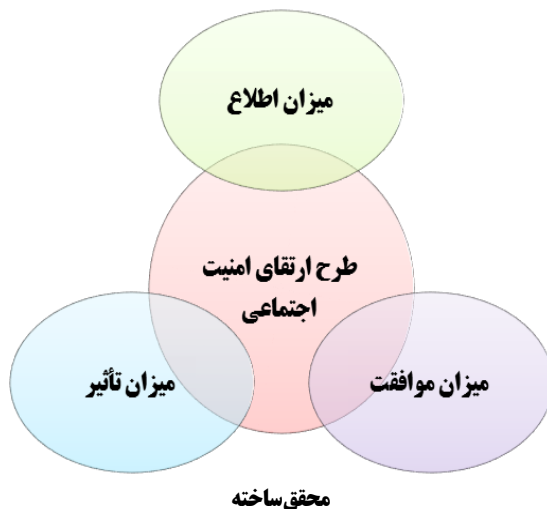 میزان اطلاع
طرح ارتقای امنیت
اجتماعی
میزان موافقت
میزان تأثیر
محقق‌ساخته